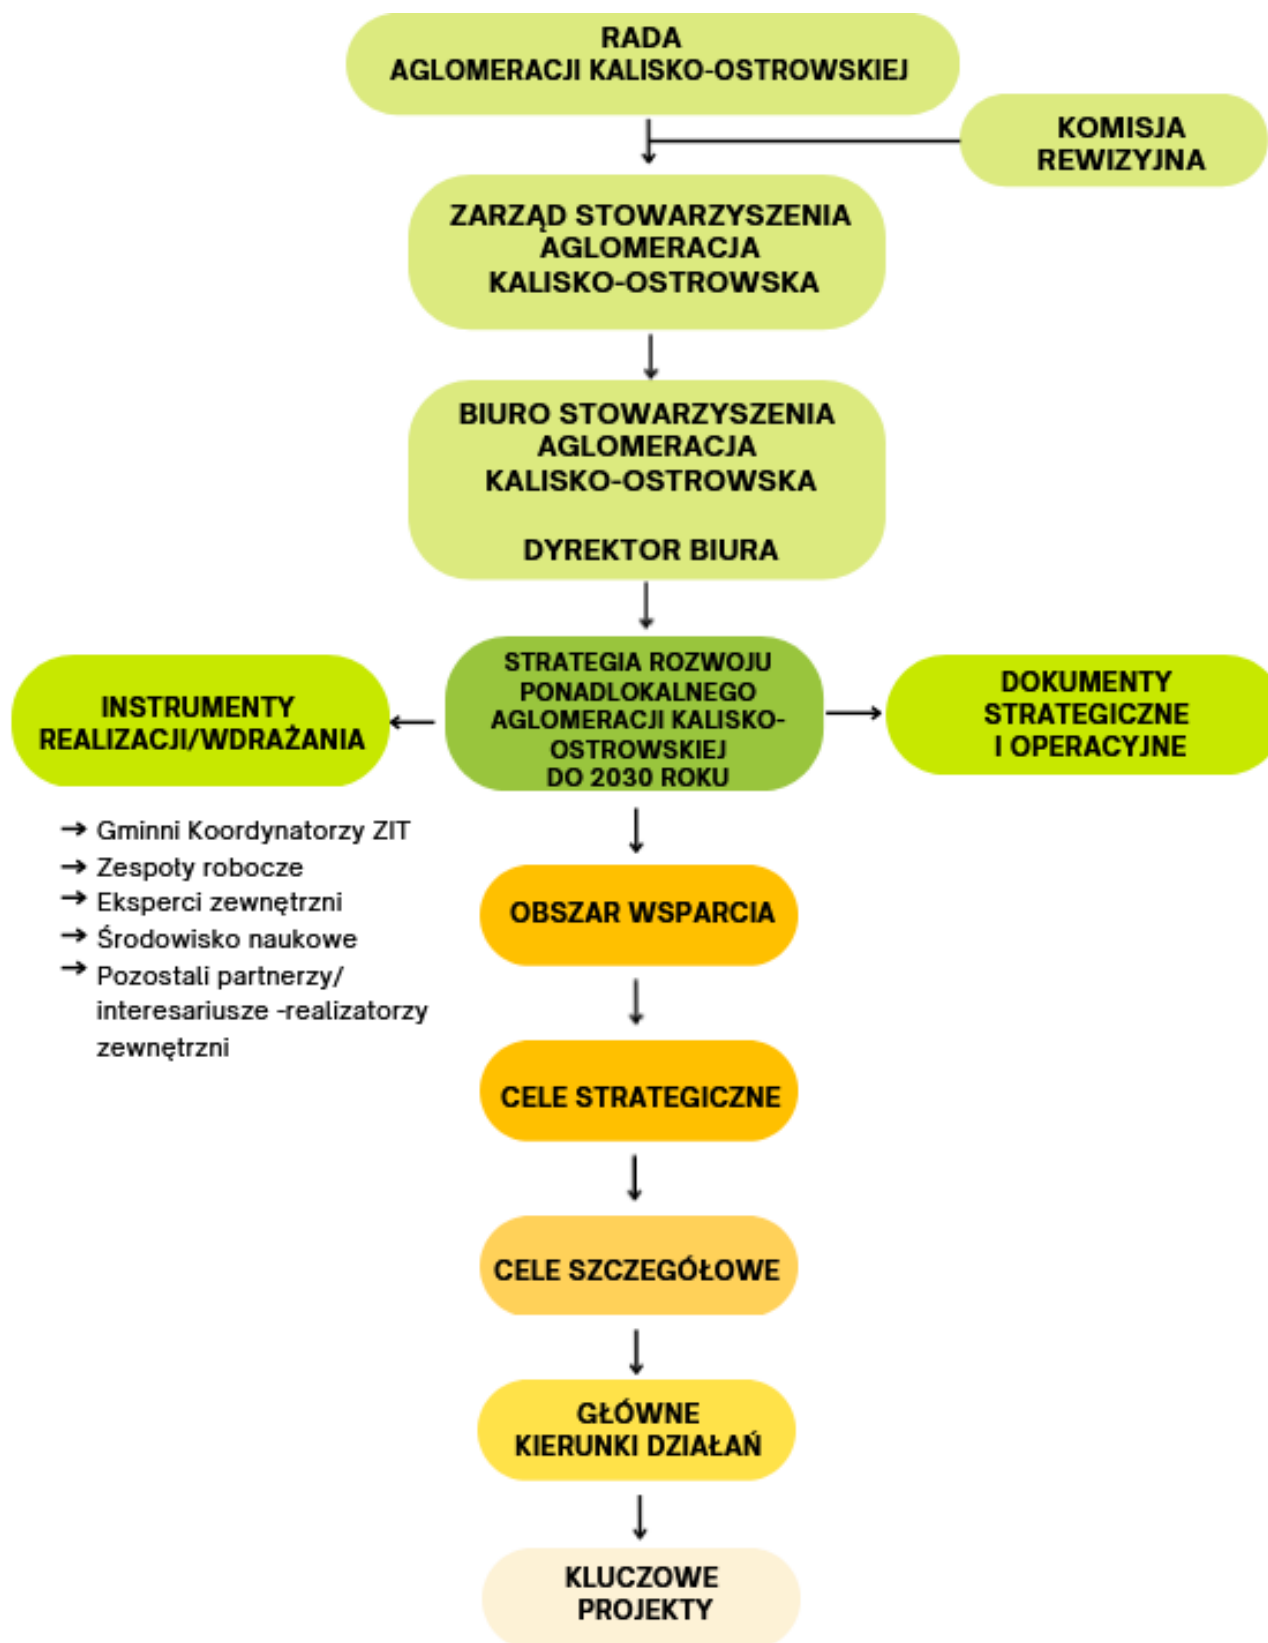 RADA
AGLOMERACJI KALISKO-OSTROWSKIEJ
KOMISJA
REWIZYJNA
ZARZĄD STOWARZYSZENIA
AGLOMERACJA
KALISKO-OSTROWSKA
BIURO STOWARZYSZENIA
AGLOMERACJA
KALISKO-OSTROWSKA
DYREKTOR BIURA
INSTRUMENTY
REALIZACJI/WDRAŻANIA
STRATEGIA ROZWOJU
PONADLOKALNEGO
AGLOMERACJI KALISKO-
OSTROWSKIEJ
DO 2030 ROKU
DOKUMENTY
STRATEGICZNE
I OPERACYJNE
→ Gminni Koordynatorzy ZIT
→ Zespoły robocze
→ Eksperci zewnętrzni
→ Środowisko naukowe
→ Pozostali partnerzy/
interesariusze -realizatorzy
zewnętrzni
OBSZAR WSPARCIA
CELE STRATEGICZNE
CELE SZCZEGÓŁOWE
GŁÓWNE
KIERUNKI DZIAŁAŃ
KLUCZOWE
PROJEKTY